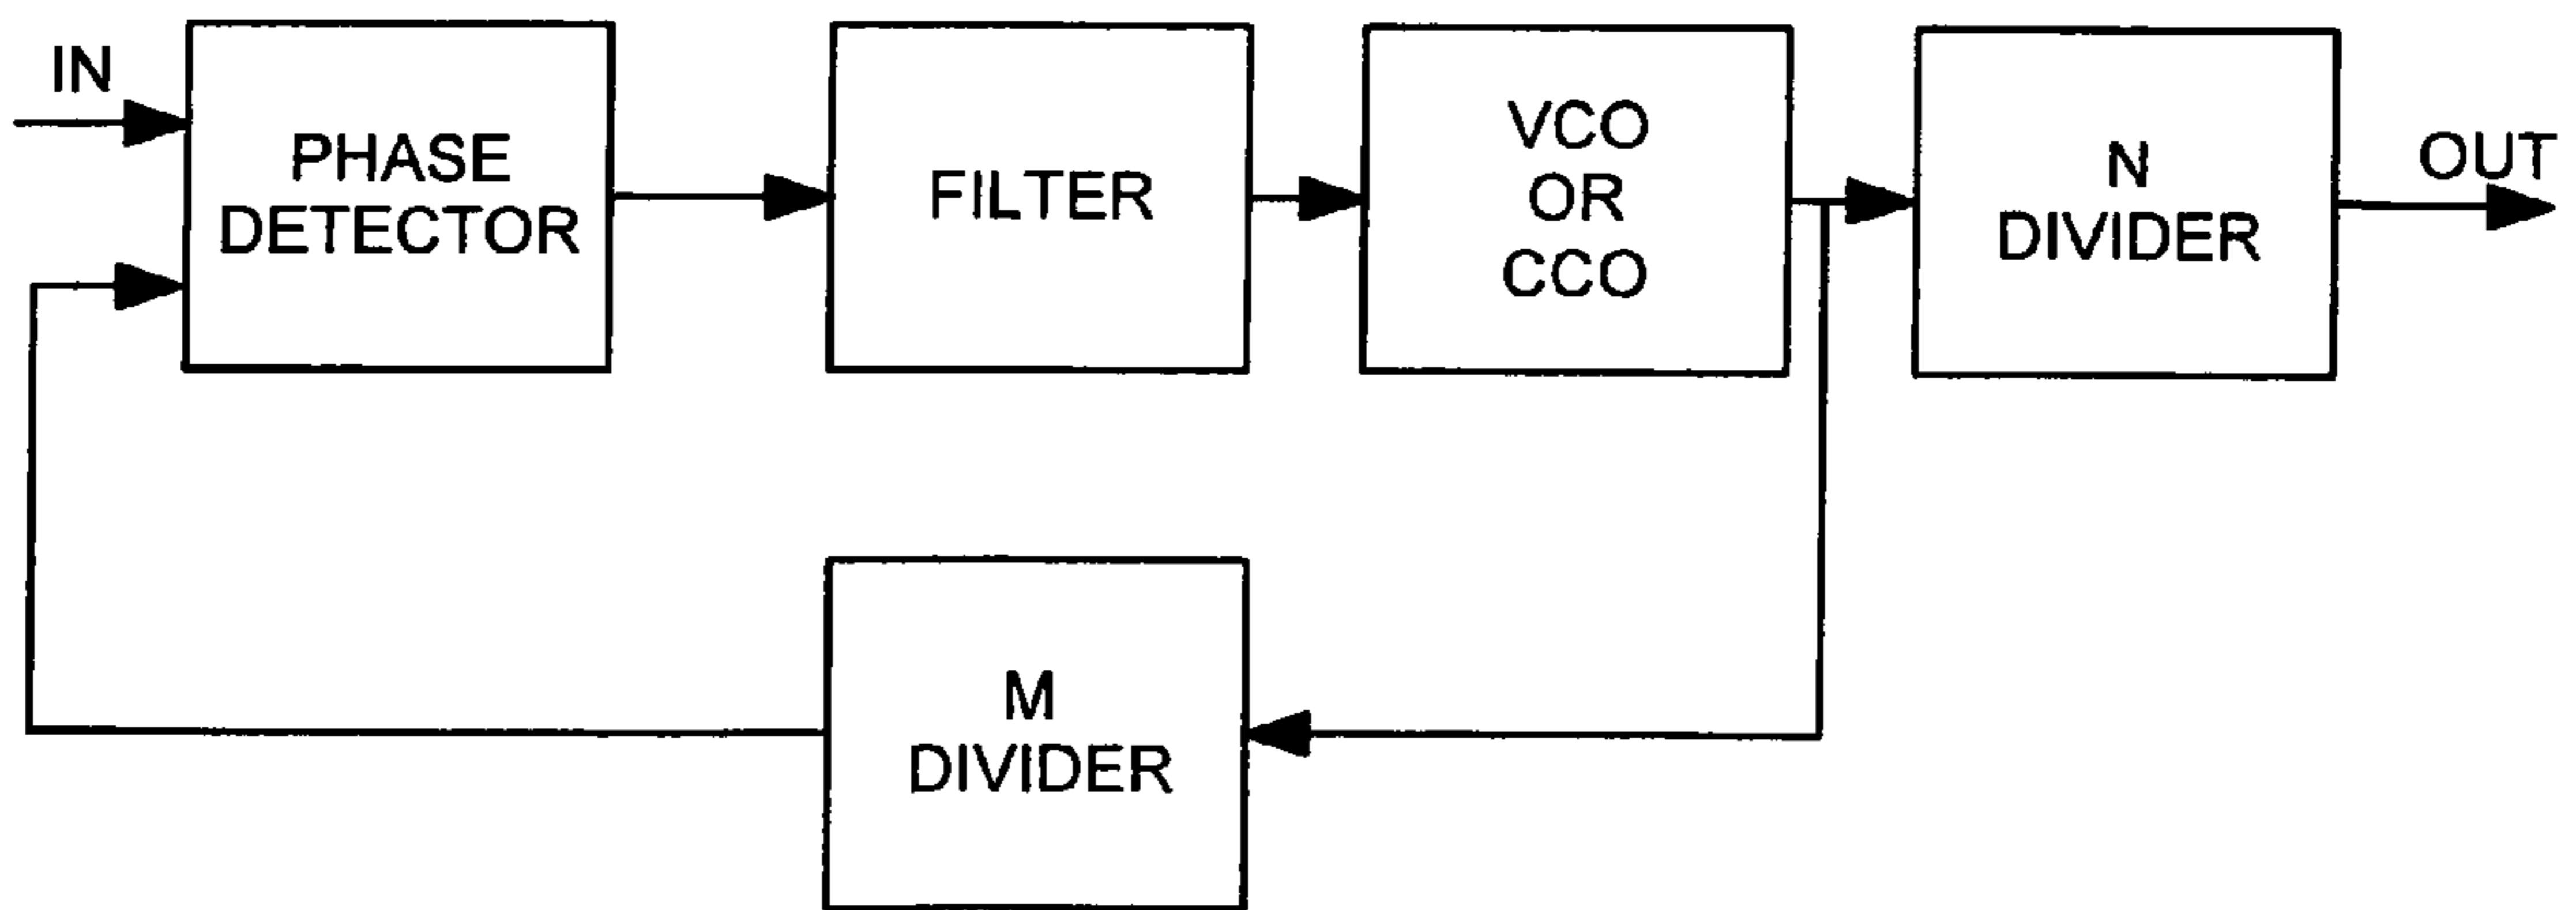 IN
PHASE
DETECTOR
FILTER
VCO
OR
CCO
N
DIVIDER
OUT
M
DIVIDER